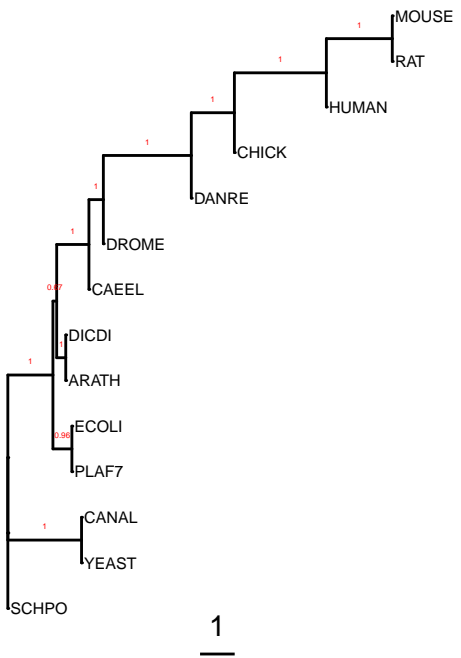 MOUSE
1
RAT
1
HUMAN
1
CHICK
1
DANRE
1
DROME
1
CAEEL
0.67
DICDI
1
ARATH
1
ECOLI
0.96
PLAF7
CANAL
1
YEAST
SCHPO
1